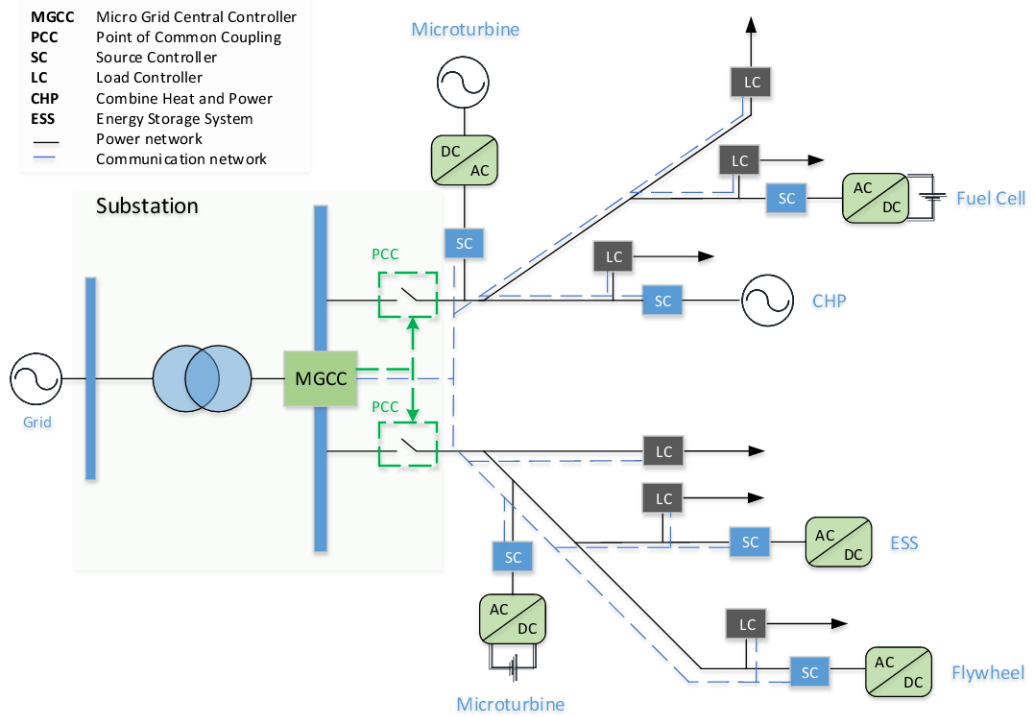 MGCC Micro Grid Central Controller
PCC Point of Common Coupling
SC Source Controller
LC Load Controller
CHP Combine Heat and Power
ESS Energy Storage System
Power network
Communication network
Microturbine
DC
AC
SC
LC
LC
SC
AC
DC
Fuel Cell
Substation
PCC
LC
SC
CHP
Grid
MGCC
PCC
LC
LC
SC
AC
DC
ESS
SC
AC
DC
Microturbine
LC
SC
AC
DC
Flywheel